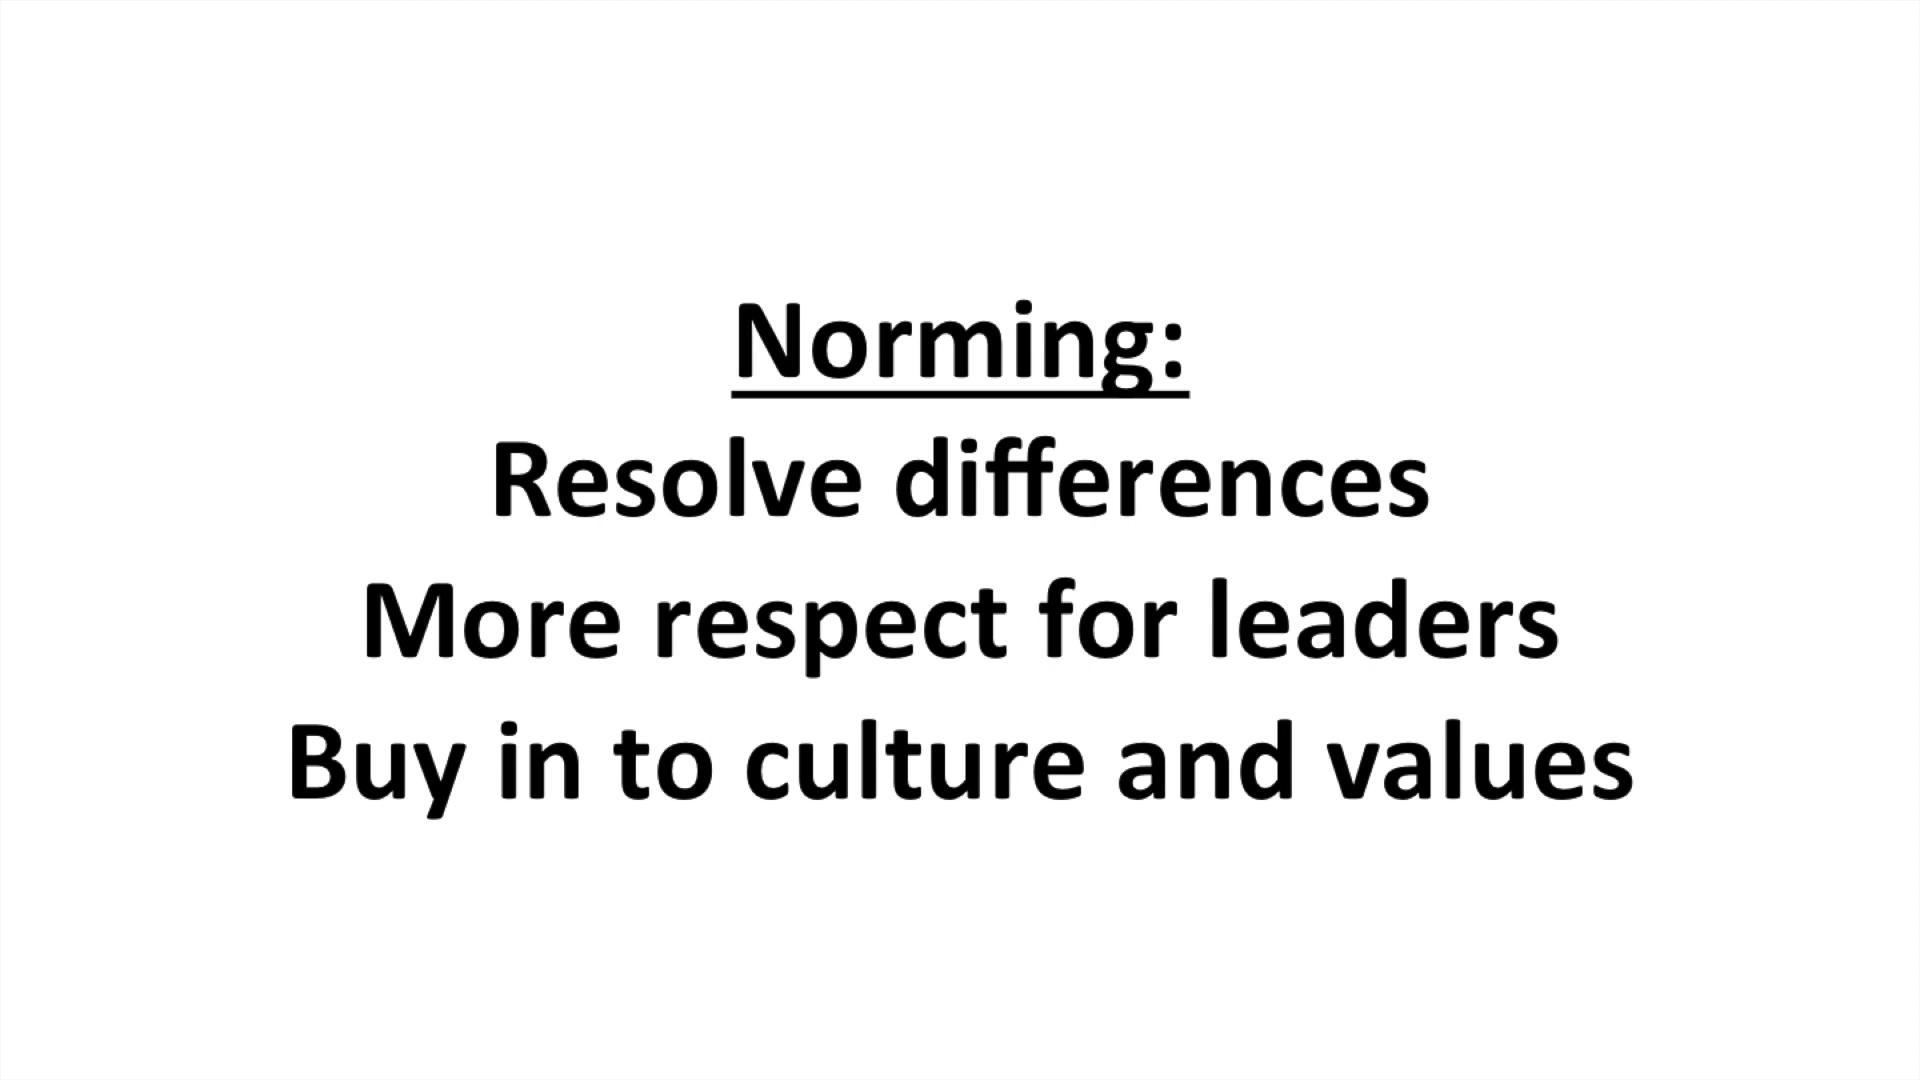 Norming:
Resolve differences
More respect for leaders
Buy in to culture and values